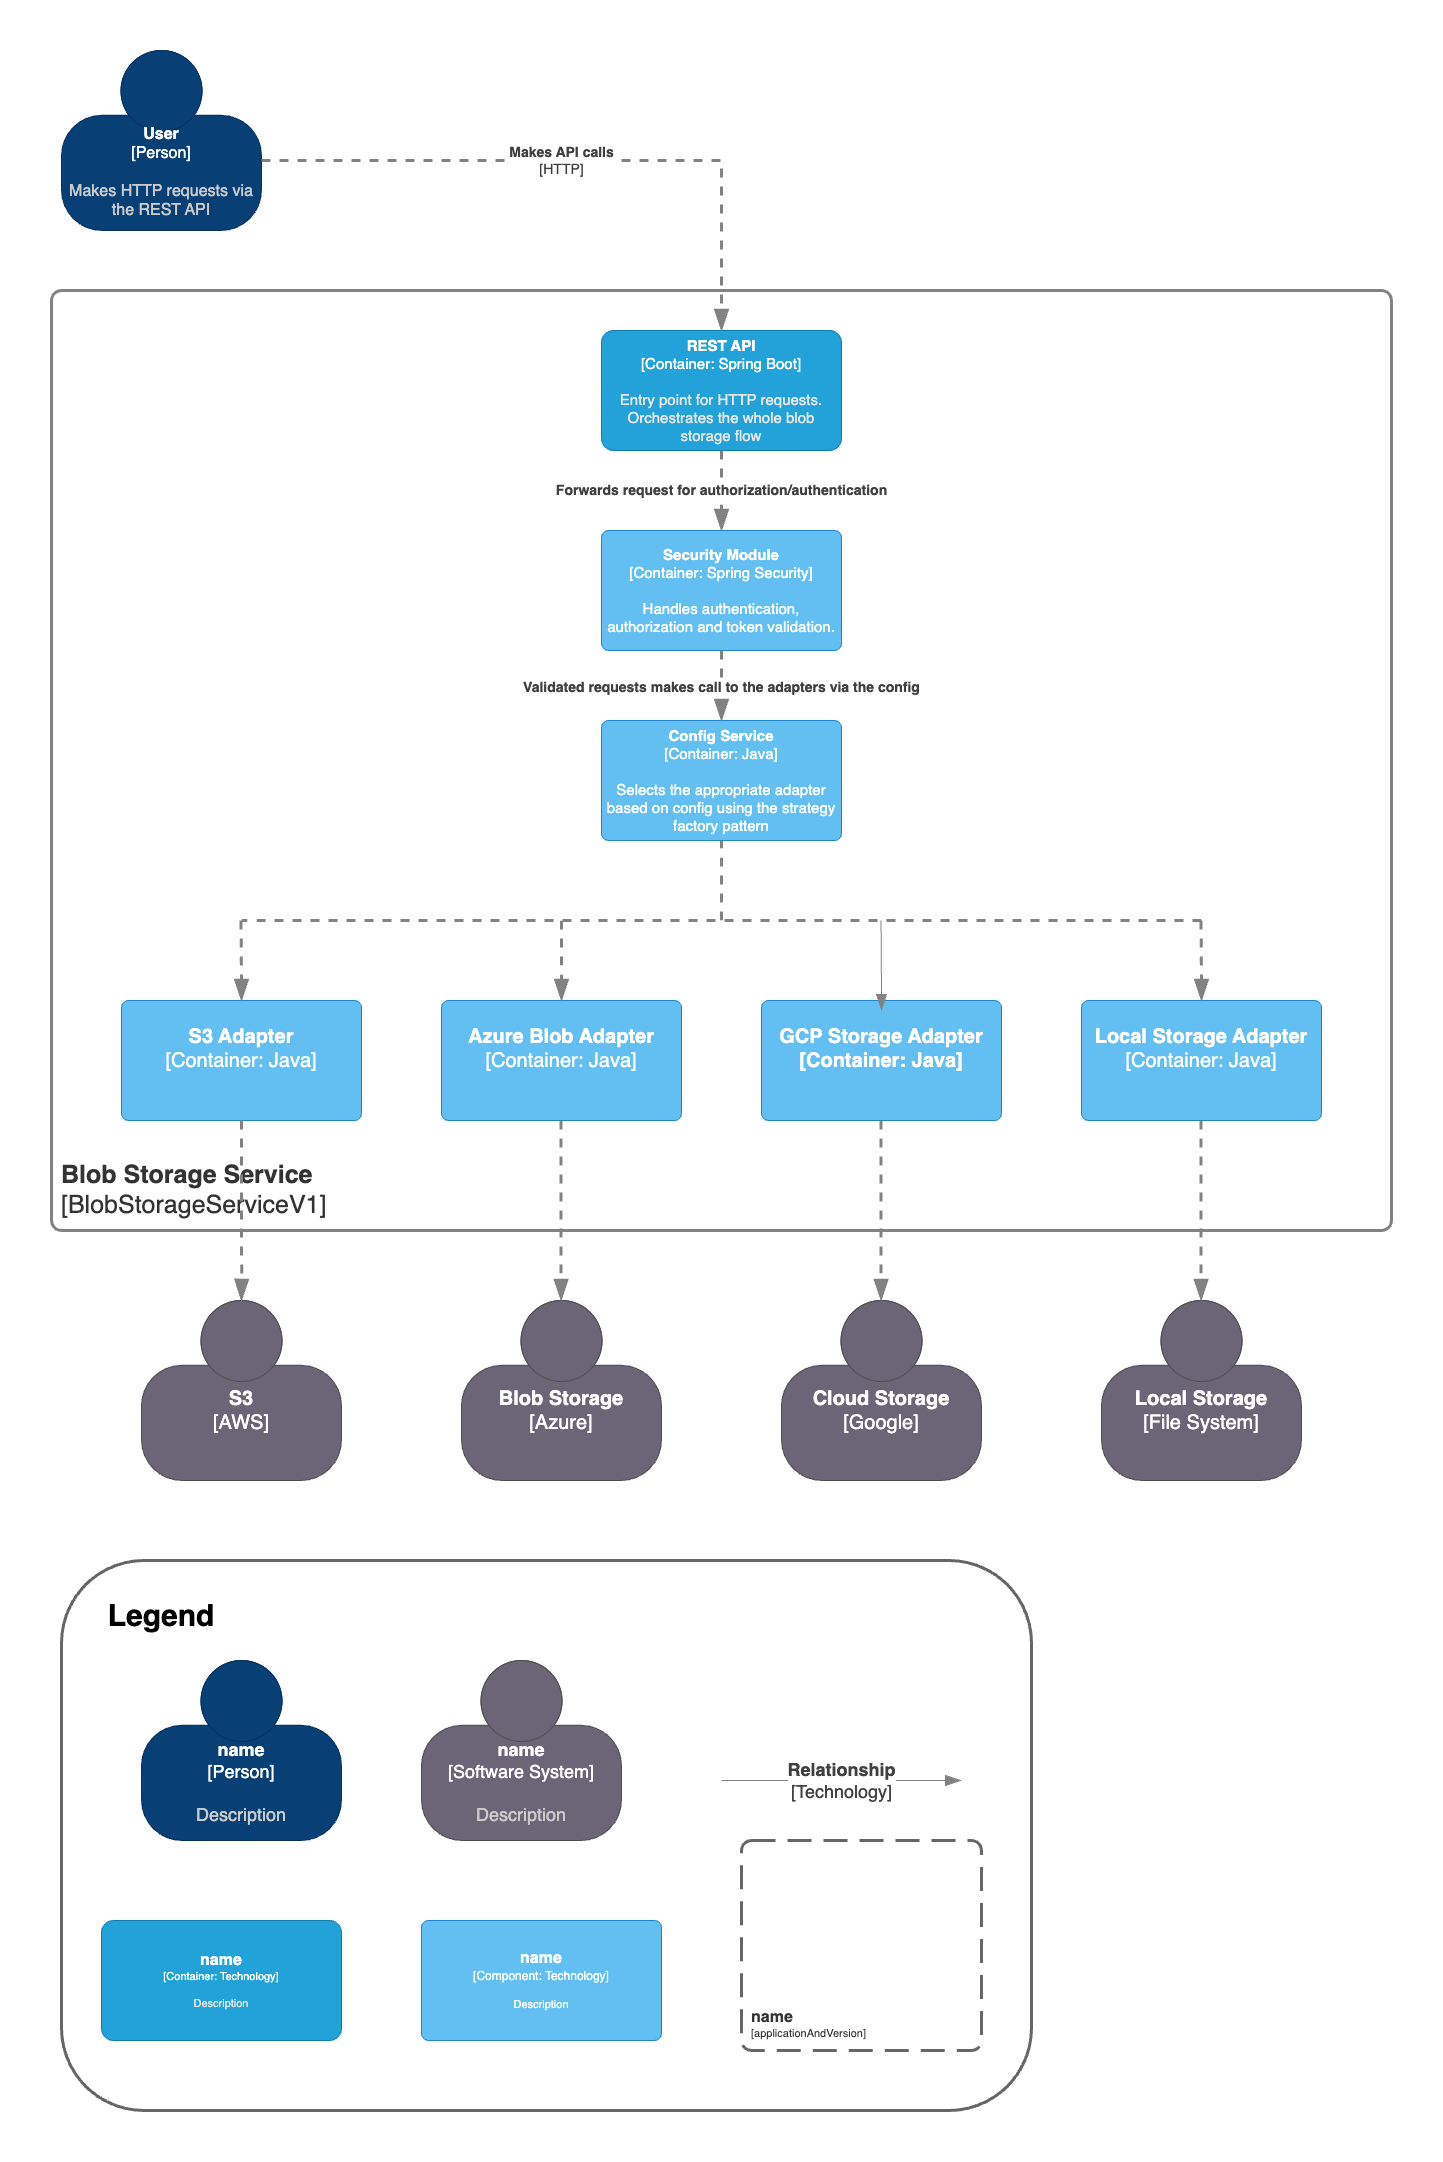 User
[Person]
Makes HTTP requests via
the REST API
Makes API calls
[HTTP]
REST API
[Container: Spring Boot]
Entry point for HTTP requests.
Orchestrates the whole blob
storage flow
Forwards request for authorization/authentication
Security Module
[Container: Spring Security]
Handles authentication,
authorization and token validation.
Validated requests makes call to the adapters via the config
Config Service
[Container: Java]
Selects the appropriate adapter
based on config using the strategy
factory pattern
S3 Adapter
[Container: Java]
Azure Blob Adapter
[Container: Java]
GCP Storage Adapter
[Container: Java]
Local Storage Adapter
[Container: Java]
Blob Storage Service
[BlobStorageServiceV1]
S3
[AWS]
Blob Storage
[Azure]
Cloud Storage
[Google]
Local Storage
[File System]
Legend
name
[Person]
Description
name
[Software System]
Description
Relationship
[Technology]
name
[Container: Technology]
Description
name
[Component: Technology]
Description
name
[applicationAndVersion]